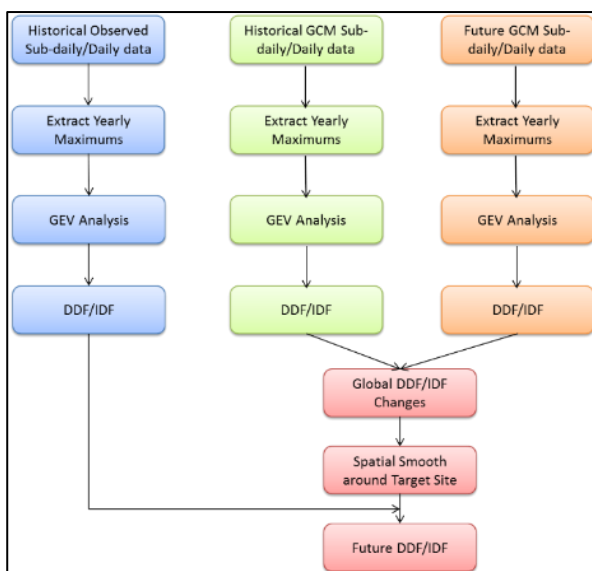 Historical Observed
Sub-daily/Daily data
Historical GCM Sub-
daily/Daily data
Future GCM Sub-
daily/Daily data
Extract Yearly
Maximums
Extract Yearly
Maximums
Extract Yearly
Maximums
GEV Analysis
GEV Analysis
GEV Analysis
DDF/IDF
DDF/IDF
DDF/IDF
Global DDF/IDF
Changes
Spatial Smooth
around Target Site
Future DDF/IDF